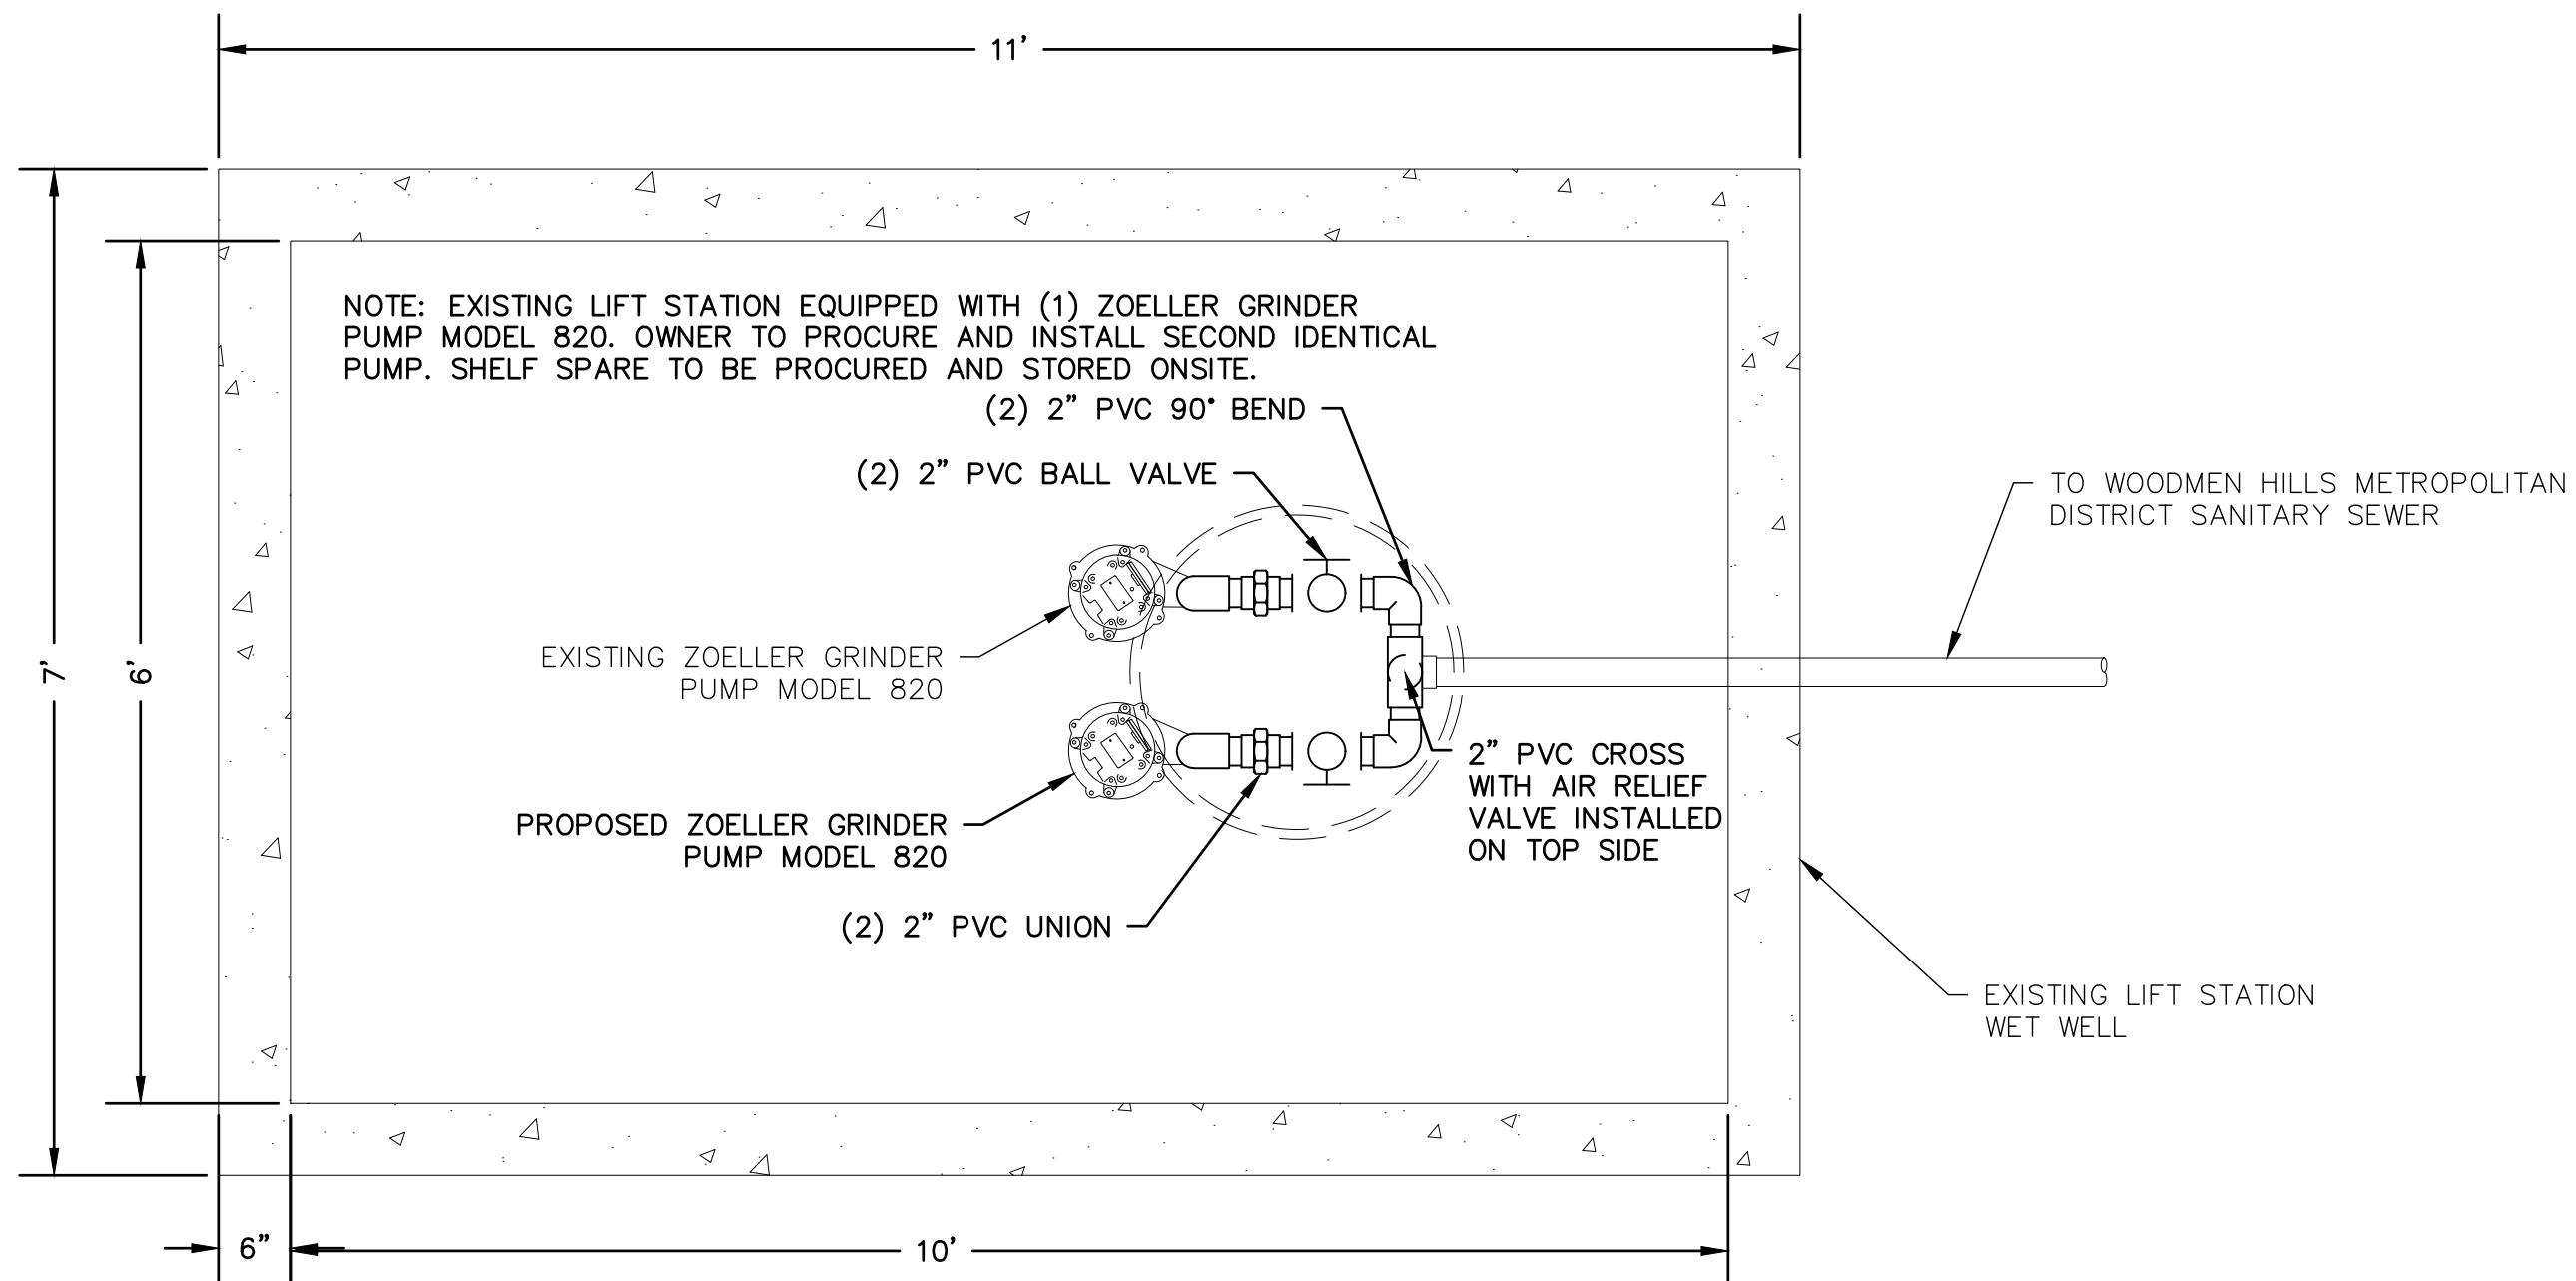 11'
NOTE: EXISTING LIFT STATION EQUIPPED WITH (1) ZOELLER GRINDER
PUMP MODEL 820. OWNER TO PROCURE AND INSTALL SECOND IDENTICAL
PUMP. SHELF SPARE TO BE PROCURED AND STORED ONSITE.
(2) 2" PVC 90° BEND
(2) 2" PVC BALL VALVE
TO WOODMEN HILLS METROPOLITAN
DISTRICT SANITARY SEWER
7'
6'
EXISTING ZOELLER GRINDER
PUMP MODEL 820
2" PVC CROSS
WITH AIR RELIEF
VALVE INSTALLED
ON TOP SIDE
PROPOSED ZOELLER GRINDER
PUMP MODEL 820
(2) 2" PVC UNION
EXISTING LIFT STATION
WET WELL
6"
10'